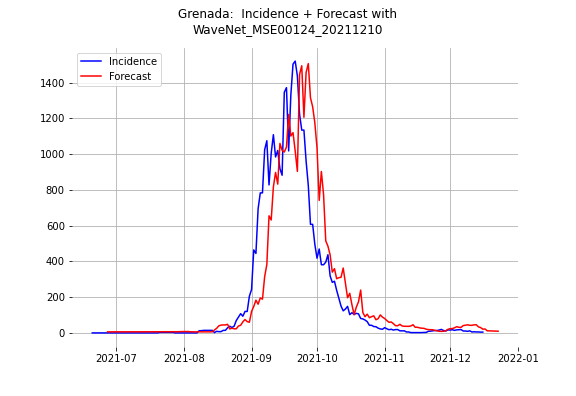 Grenada:  Incidence + Forecast with
WaveNet_MSE00124_20211210
Incidence
Forecast
1400
1200
1000
800
600
400
200
0
2021-07 2021-08 2021-09 2021-10 2021-11 2021-12 2022-01